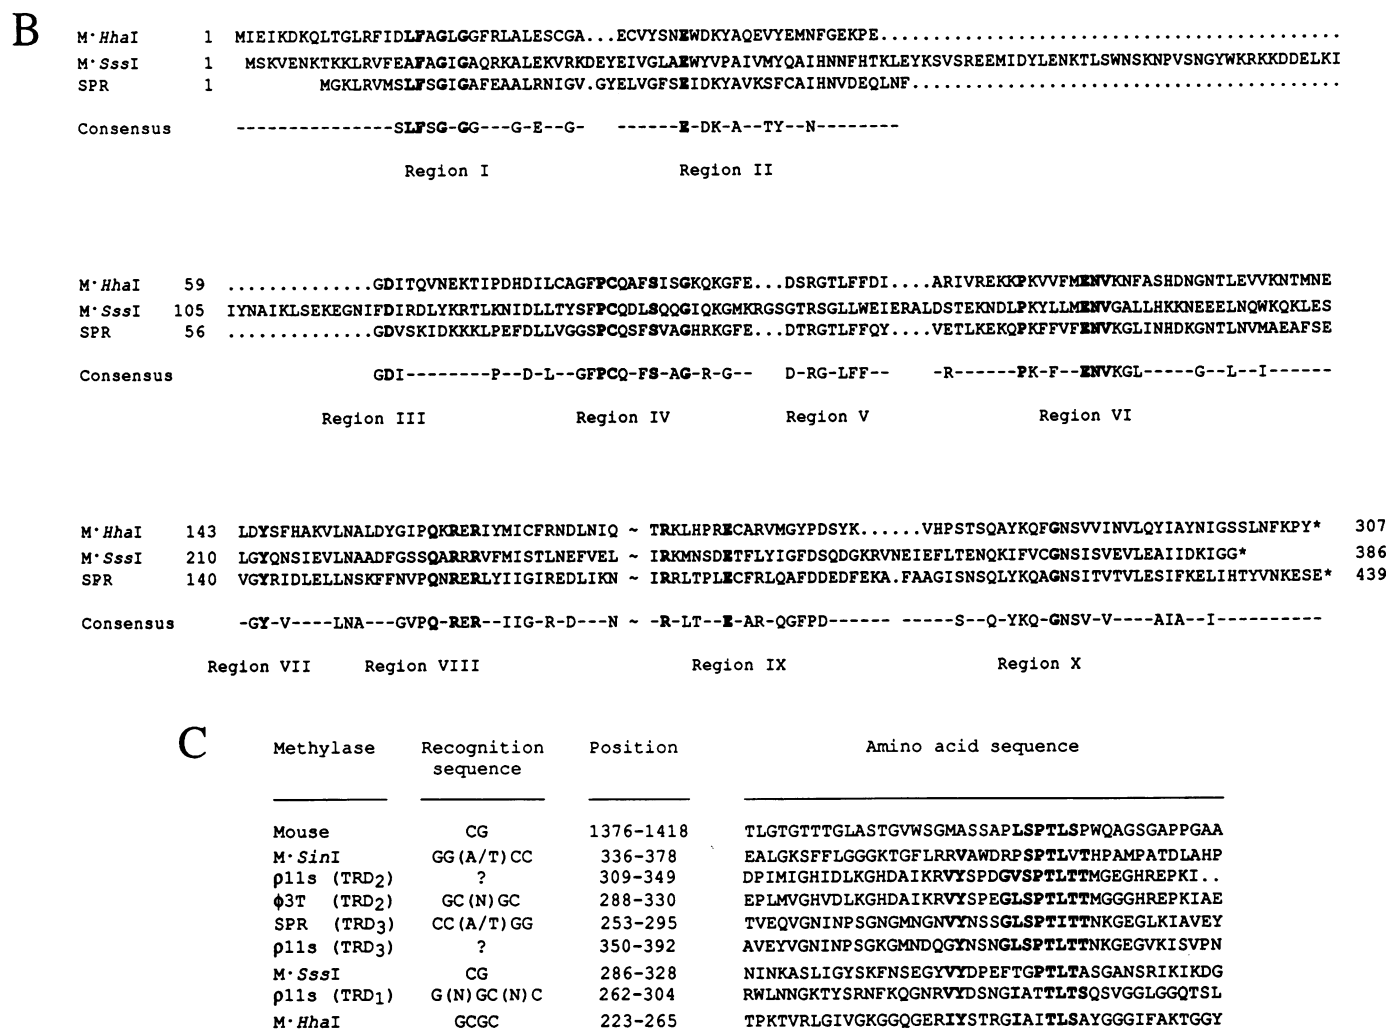 B
M·HhaI 1 MIEIKDKQLTGLRFIDLFAGLGGFRLALESCGA...ECVYSNEWDKYAQEVYEMNFGEKPE..........................................
M·SssI 1 MSKVENKTKKLRVFEAFAGIGAQRKALEKVRKDEYEIVGLAEWYVPAIVMYQAIHNNFHTKLEYKSVSREEMIDYLENKTLSWNSKNPVSNGYWKRKKDDELKI
SPR 1 MGKLRVMSLFSGIGAFEAALRNIGV.GYELVGFSEIDKYAVKSFCAIHNVDEQLNF.......................................
Consensus ---------------SLFSG-GG---G-E--G- ------E-DK-A--TY--N--------
Region I Region II
M·HhaI 59 ..............GDITQVNEKTIPDHDILCAGFPCQAFSISGKQKGFE...DSRGTLFFDI....ARIVREKKPKVVFMENVKNFASHDNGNTLEVVKNTMNE
M·SssI 105 IYNAIKLSEKEGNIFDIRDLYKRTLKNIDLLTYSFPCQDLSQQGIQKGMKRGSGTRSGLLWEIERALDSTEKNDLPKYLLMENVGALLHKKNEEELNQWKQKLES
SPR 56 ..............GDVSKIDKKKLPEFDLLVGGSPCQSFSVAGHRKGFE...DTRGTLFFQY....VETLKEKQPKFFVFENVKGLINHDKGNTLNVMAEAFSE
Consensus GDI--------P--D-L--GFPCQ-FS-AG-R-G-- D-RG-LFF-- -R------PK-F--ENVKGL-----G--L--I------
Region III Region IV Region V Region VI
M·HhaI 143 LDYSFHAKVLNALDYGIPQKRERIYMICFRNDLNIQ ~ TRKLHPRECARVMGYPDSYK......VHPSTSQAYKQFGNSVVINVLQYIAYNIGSSLNFKPY* 307
M·SssI 210 LGYQNSIEVLNAADFGSSQARRRVFMISTLNEFVEL ~ IRKMNSDETFLYIGFDSQDGKRVNEIEFLTENQKIFVCGNSISVEVLEAIIDKIGG* 386
SPR 140 VGYRIDLELLNSKFFNVPQNRERLYIIGIREDLIKN ~ IRRLTPLECFRLQAFDDEDFEKA.FAAGISNSQLYKQAGNSITVTVLESIFKELIHTYVNKESE* 439
Consensus -GY-V----LNA---GVPQ-RER--IIG-R-D---N ~ -R-LT--E-AR-QGFPD------ -----S--Q-YKQ-GNSV-V----AIA--I----------
Region VII Region VIII Region IX Region X
C
Methylase Recognition sequence Position Amino acid sequence
Mouse CG 1376-1418 TLGTGTTTGLASTGVWSGMASSAPLSPTLSPWQAGSGAPPGAA
M·SinI GG(A/T)CC 336-378 EALGKSFFLGGGKTGFLRRVAWDRPSPTLVTHPAMPATDLAHP
ρ11s (TRD2) ? 309-349 DPIMIGHIDLKGHDAIKRVYSPDGVSPTLTTMGEGHREPKI..
ϕ3T (TRD2) GC(N)GC 288-330 EPLMVGHVDLKGHDAIKRVYSPEGLSPTLTTMGGGHREPKIAE
SPR (TRD3) CC(A/T)GG 253-295 TVEQVGNINPSGNGMNGNVYNSSGLSPTITTNKGEGLKIAVEY
ρ11s (TRD3) ? 350-392 AVEYVGNINPSGKGMNDQGYNSNGLSPTLTTNKGEGVKISVPN
M·SssI CG 286-328 NINKASLIGYSKFNSEGYVYDPEFTGPTLTASGANSRIKIKDG
ρ11s (TRD1) G(N)GC(N)C 262-304 RWLNNGKTYSRNFKQGNRVYDSNGIATTLTSQSVGGLGGQTSL
M·HhaI GCGC 223-265 TPKTVRLGIVGKGGQGERIYSTRGIAITLSAYGGGIFAKTGGY